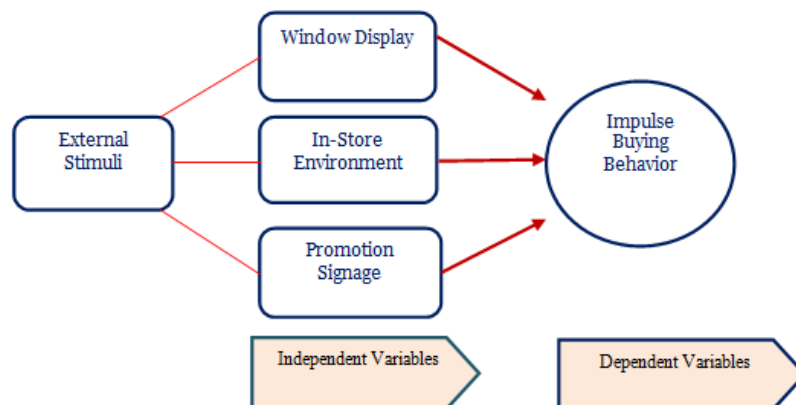 Window Display
External
Stimuli
In-Store
Environment
Impulse
Buying
Behavior
Promotion
Signage
Independent Variables
Dependent Variables